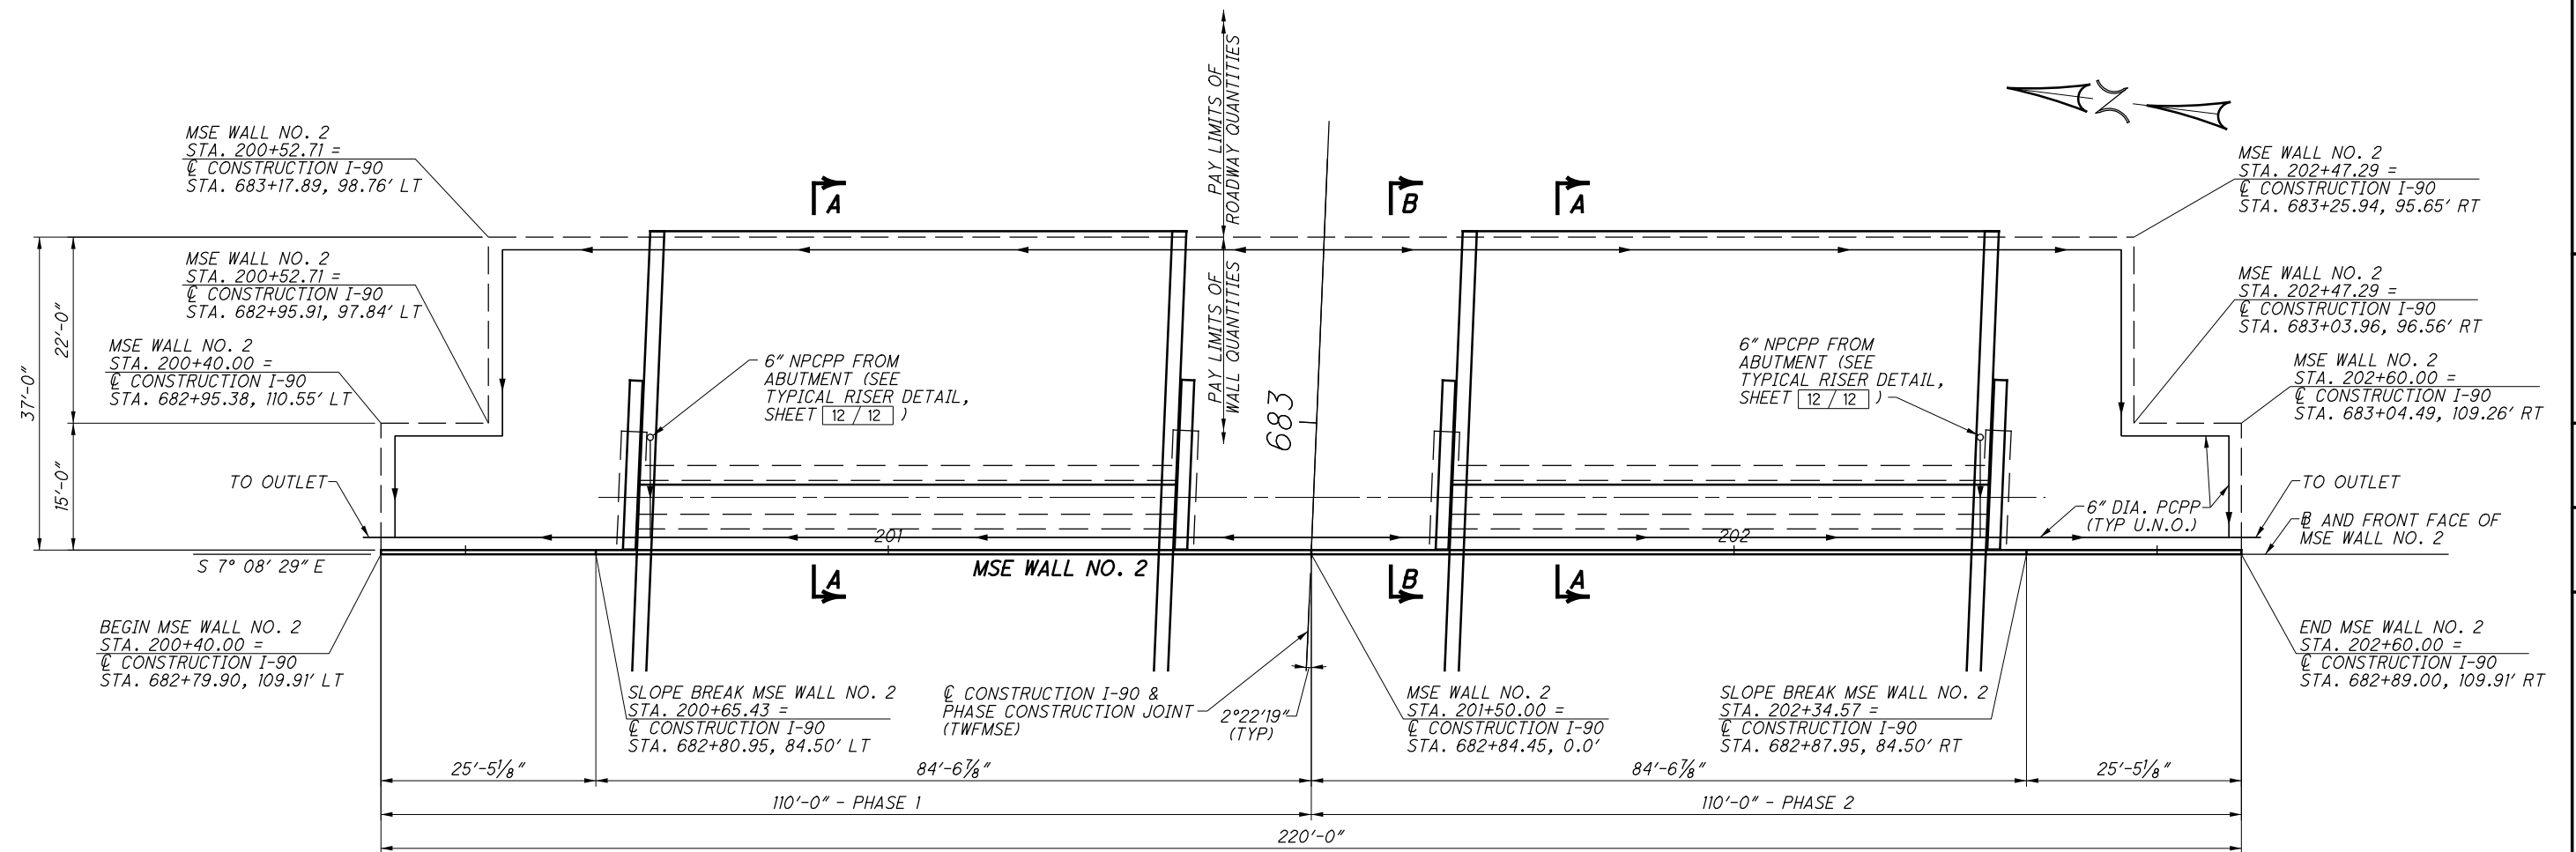 PAY LIMITS OF
ROADWAY QUANTITIES
PAY LIMITS OF
WALL QUANTITIES
MSE WALL NO. 2
STA. 200+52.71 =
℄ CONSTRUCTION I-90
STA. 683+17.89, 98.76' LT
MSE WALL NO. 2
STA. 200+52.71 =
℄ CONSTRUCTION I-90
STA. 682+95.91, 97.84' LT
MSE WALL NO. 2
STA. 200+40.00 =
℄ CONSTRUCTION I-90
STA. 682+95.38, 110.55' LT
37'-0"
22'-0"
15'-0"
TO OUTLET
S 7° 08' 29" E
A
B
A
N
6" NPCPP FROM
ABUTMENT (SEE
TYPICAL RISER DETAIL,
SHEET 12 / 12 )
683
6" NPCPP FROM
ABUTMENT (SEE
TYPICAL RISER DETAIL,
SHEET 12 / 12 )
MSE WALL NO. 2
STA. 202+47.29 =
℄ CONSTRUCTION I-90
STA. 683+25.94, 95.65' RT
MSE WALL NO. 2
STA. 202+47.29 =
℄ CONSTRUCTION I-90
STA. 683+03.96, 96.56' RT
MSE WALL NO. 2
STA. 202+60.00 =
℄ CONSTRUCTION I-90
STA. 683+04.49, 109.26' RT
TO OUTLET
6" DIA. PCPP
(TYP U.N.O.)
BL AND FRONT FACE OF
MSE WALL NO. 2
201
202
MSE WALL NO. 2
A
B
A
BEGIN MSE WALL NO. 2
STA. 200+40.00 =
℄ CONSTRUCTION I-90
STA. 682+79.90, 109.91' LT
SLOPE BREAK MSE WALL NO. 2
STA. 200+65.43 =
℄ CONSTRUCTION I-90
STA. 682+80.95, 84.50' LT
℄ CONSTRUCTION I-90 &
PHASE CONSTRUCTION JOINT
(TWFMSE)
2°22'19"
(TYP)
MSE WALL NO. 2
STA. 201+50.00 =
℄ CONSTRUCTION I-90
STA. 682+84.45, 0.0'
SLOPE BREAK MSE WALL NO. 2
STA. 202+34.57 =
℄ CONSTRUCTION I-90
STA. 682+87.95, 84.50' RT
END MSE WALL NO. 2
STA. 202+60.00 =
℄ CONSTRUCTION I-90
STA. 682+89.00, 109.91' RT
25'-5⅛"
84'-6⅞"
84'-6⅞"
25'-5⅛"
110'-0" - PHASE 1
110'-0" - PHASE 2
220'-0"